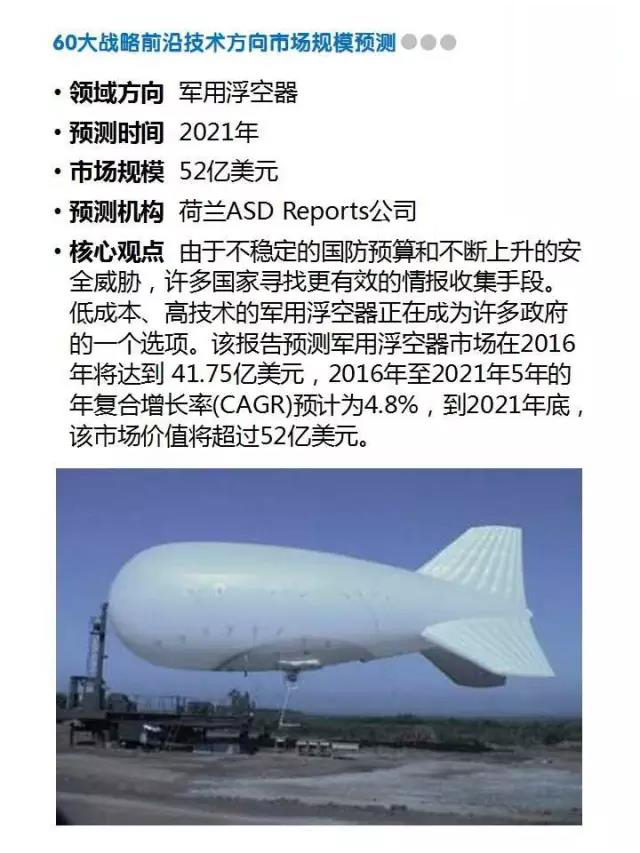 60大战略前沿技术方向市场规模预测
• 领域方向 军用浮空器
• 预测时间 2021年
• 市场规模 52亿美元
• 预测机构 荷兰ASD Reports公司
• 核心观点 由于不稳定的国防预算和不断上升的安
全威胁，许多国家寻找更有效的情报收集手段。
低成本、高技术的军用浮空器正在成为许多政府
的一个选项。该报告预测军用浮空器市场在2016
年将达到 41.75亿美元，2016年至2021年5年的
年复合增长率(CAGR)预计为4.8%，到2021年底，
该市场价值将超过52亿美元。